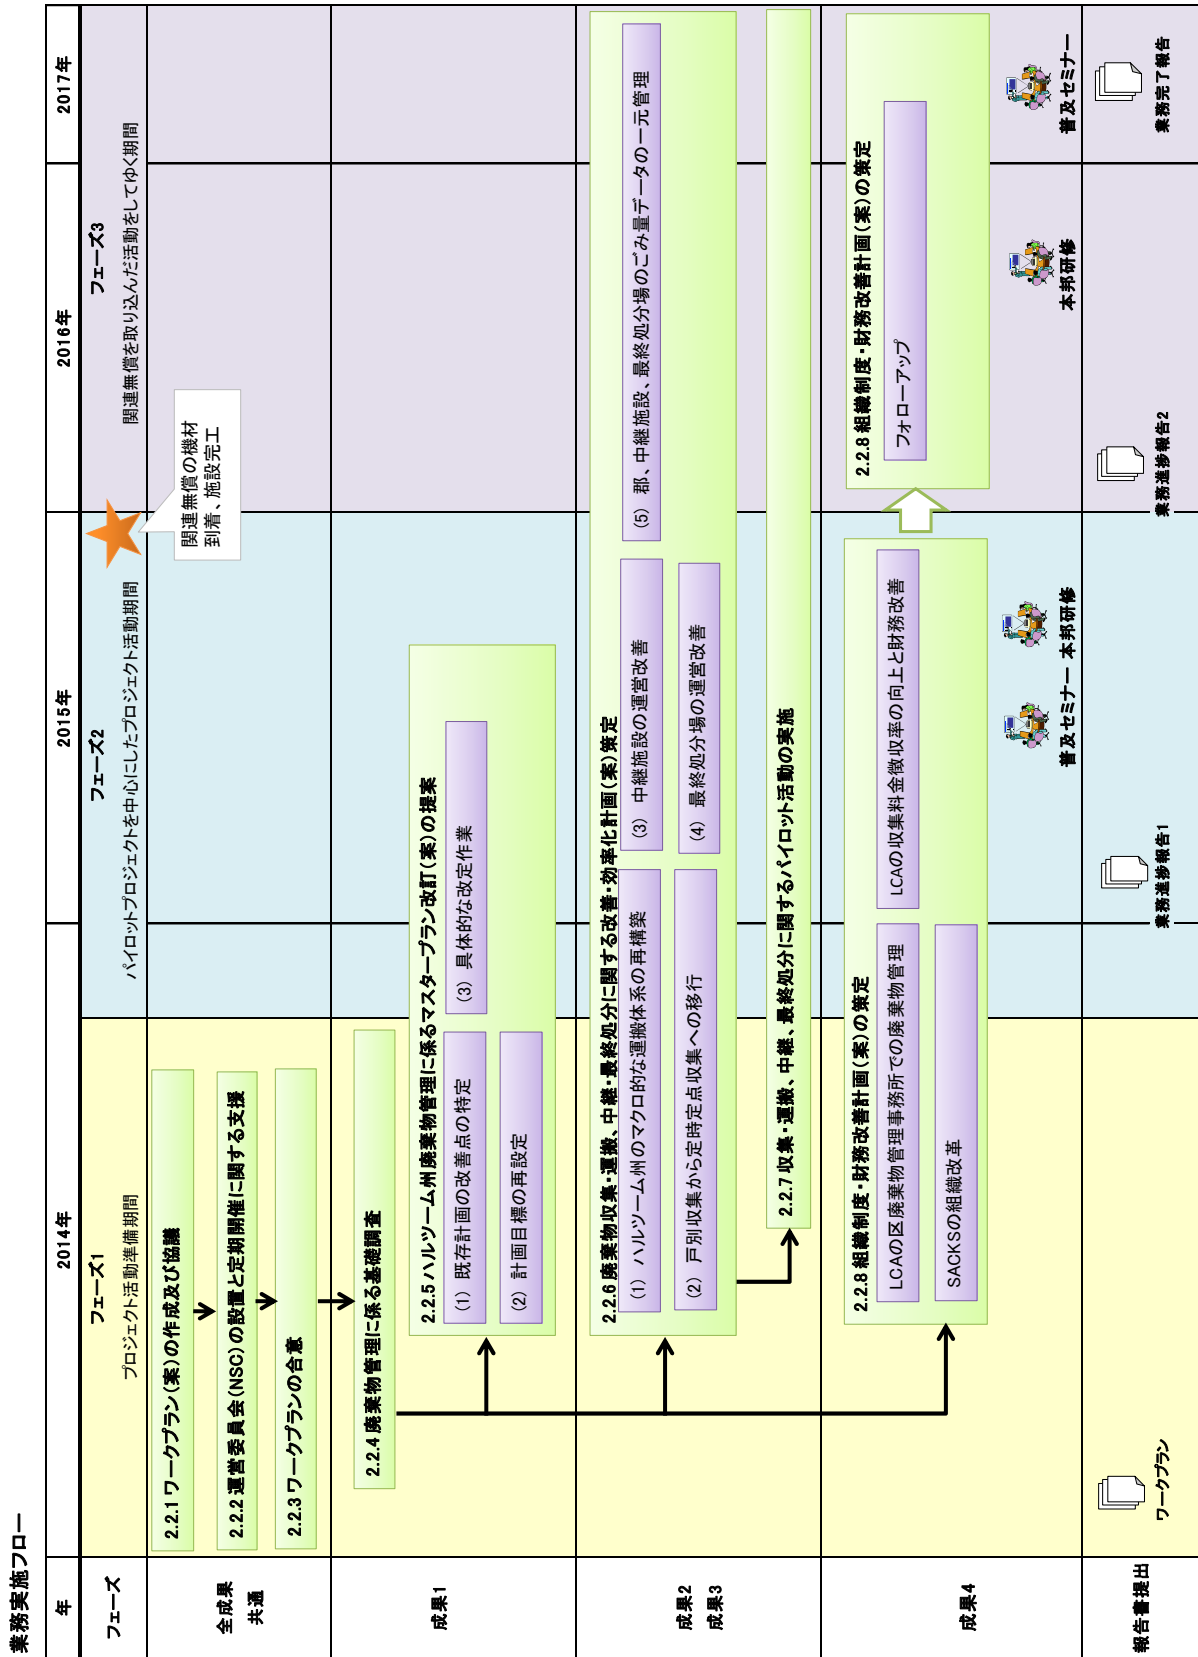 業務実施フロー
年
2014年
2015年
2016年
2017年
フェーズ
フェーズ1
プロジェクト活動準備期間
フェーズ2
パイロットプロジェクトを中心にしたプロジェクト活動期間
フェーズ3
関連無償を取り込んだ活動をしてゆく期間
関連無償の機材
到着、施設完工
全成果
共通
2.2.1 ワークプラン(案)の作成及び協議
2.2.2 運営委員会(NSC)の設置と定期開催に関する支援
2.2.3 ワークプランの合意
成果1
2.2.4 廃棄物管理に係る基礎調査
2.2.5 ハルツーム州廃棄物管理に係るマスタープラン改訂(案)の提案
(1) 既存計画の改善点の特定
(2) 計画目標の再設定
(3) 具体的な改定作業
成果2
成果3
2.2.6 廃棄物収集・運搬、中継・最終処分に関する改善・効率化計画(案)策定
(1) ハルツーム州のマクロ的な運搬体系の再構築
(2) 戸別収集から定時定点収集への移行
(3) 中継施設の運営改善
(4) 最終処分場の運営改善
(5) 郡、中継施設、最終処分場のごみ量データの一元管理
2.2.7 収集・運搬、中継、最終処分に関するパイロット活動の実施
成果4
2.2.8 組織制度・財務改善計画(案)の策定
LCAの区廃棄物管理事務所での廃棄物管理
SACKSの組織改革
LCAの収集料金徴収率の向上と財務改善
2.2.8 組織制度・財務改善計画(案)の策定
フォローアップ
普及セミナー
本邦研修
本邦研修
普及セミナー
報告書提出
ワークプラン
業務進捗報告1
業務進捗報告2
業務完了報告